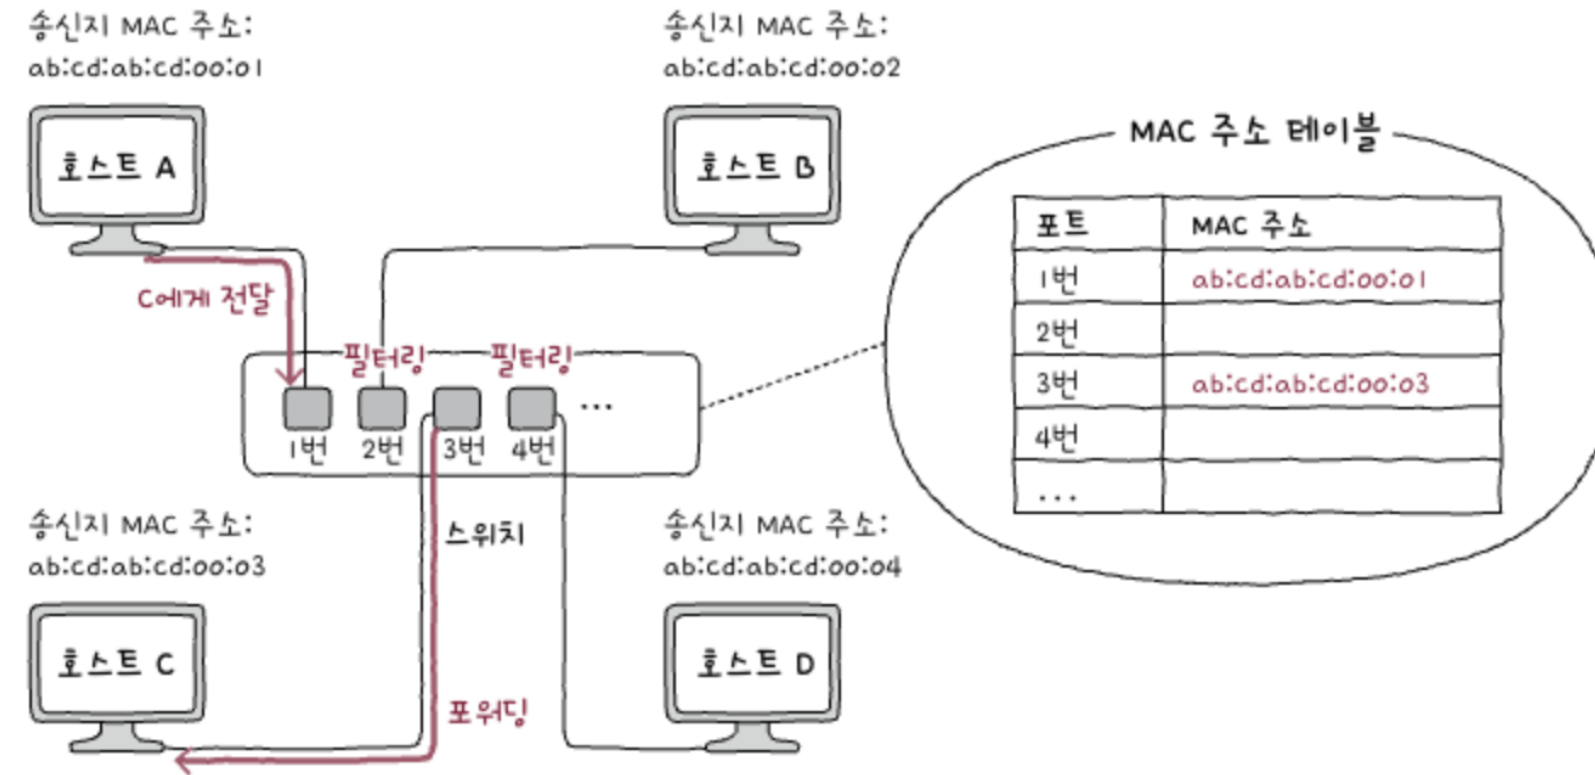 송신지 MAC 주소:
ab:cd:ab:cd:00:01
호스트 A
송신지 MAC 주소:
ab:cd:ab:cd:00:02
호스트 B
C에게 전달
필터링
필터링
1번
2번
3번
4번
...
스위치
포워딩
송신지 MAC 주소:
ab:cd:ab:cd:00:03
호스트 C
송신지 MAC 주소:
ab:cd:ab:cd:00:04
호스트 D
MAC 주소 테이블
포트 MAC 주소
1번 ab:cd:ab:cd:00:01
2번
3번 ab:cd:ab:cd:00:03
4번
...